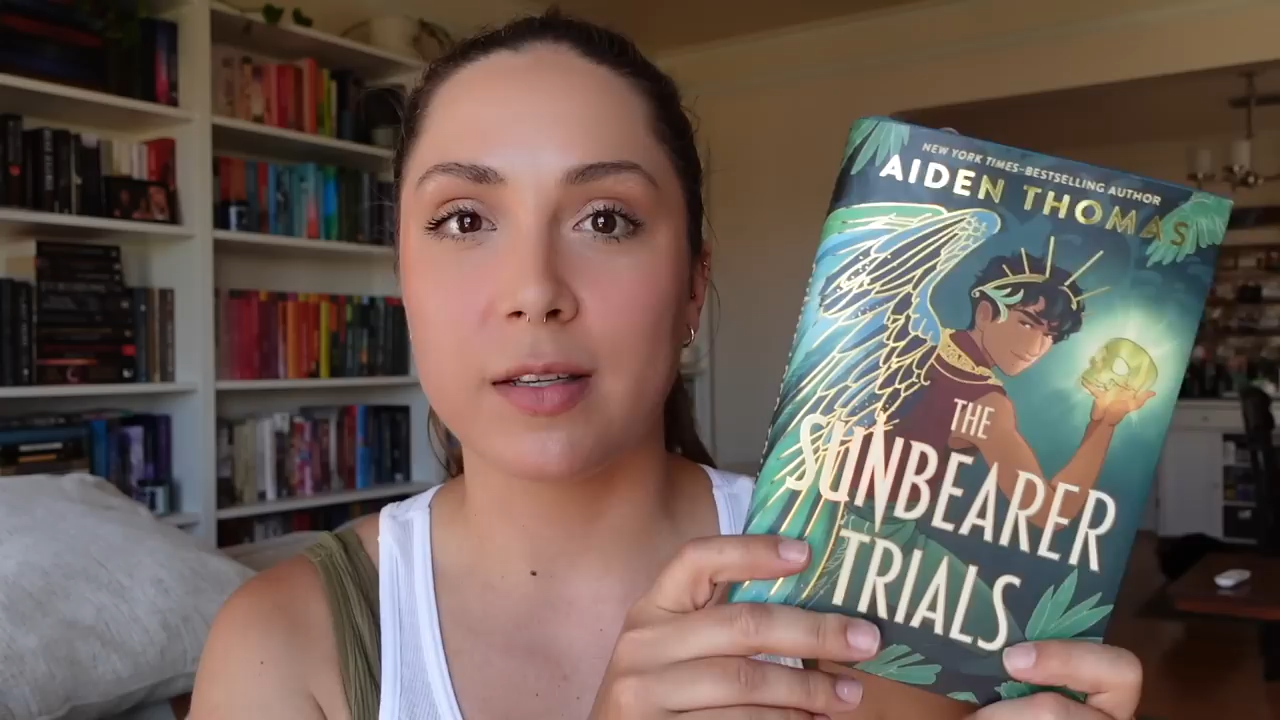 NEW YORK TIMES-BESTSELLING AUTHOR
AIDEN THOMAS
THE
SUNBEARER
TRIALS